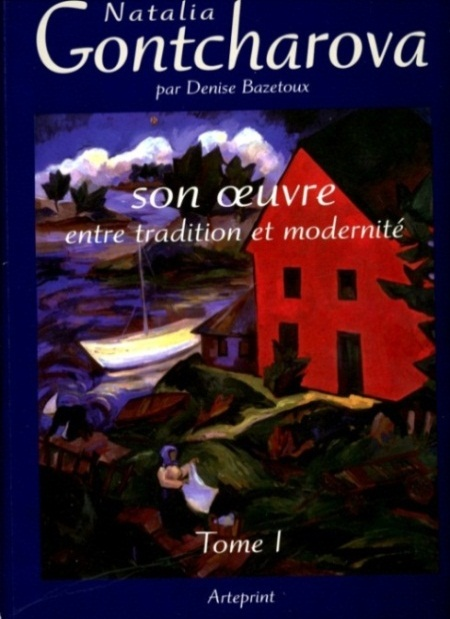 Natalia
Gontcharova
par Denise Bazetoux
son œuvre
entre tradition et modernité
Tome I
Arteprint